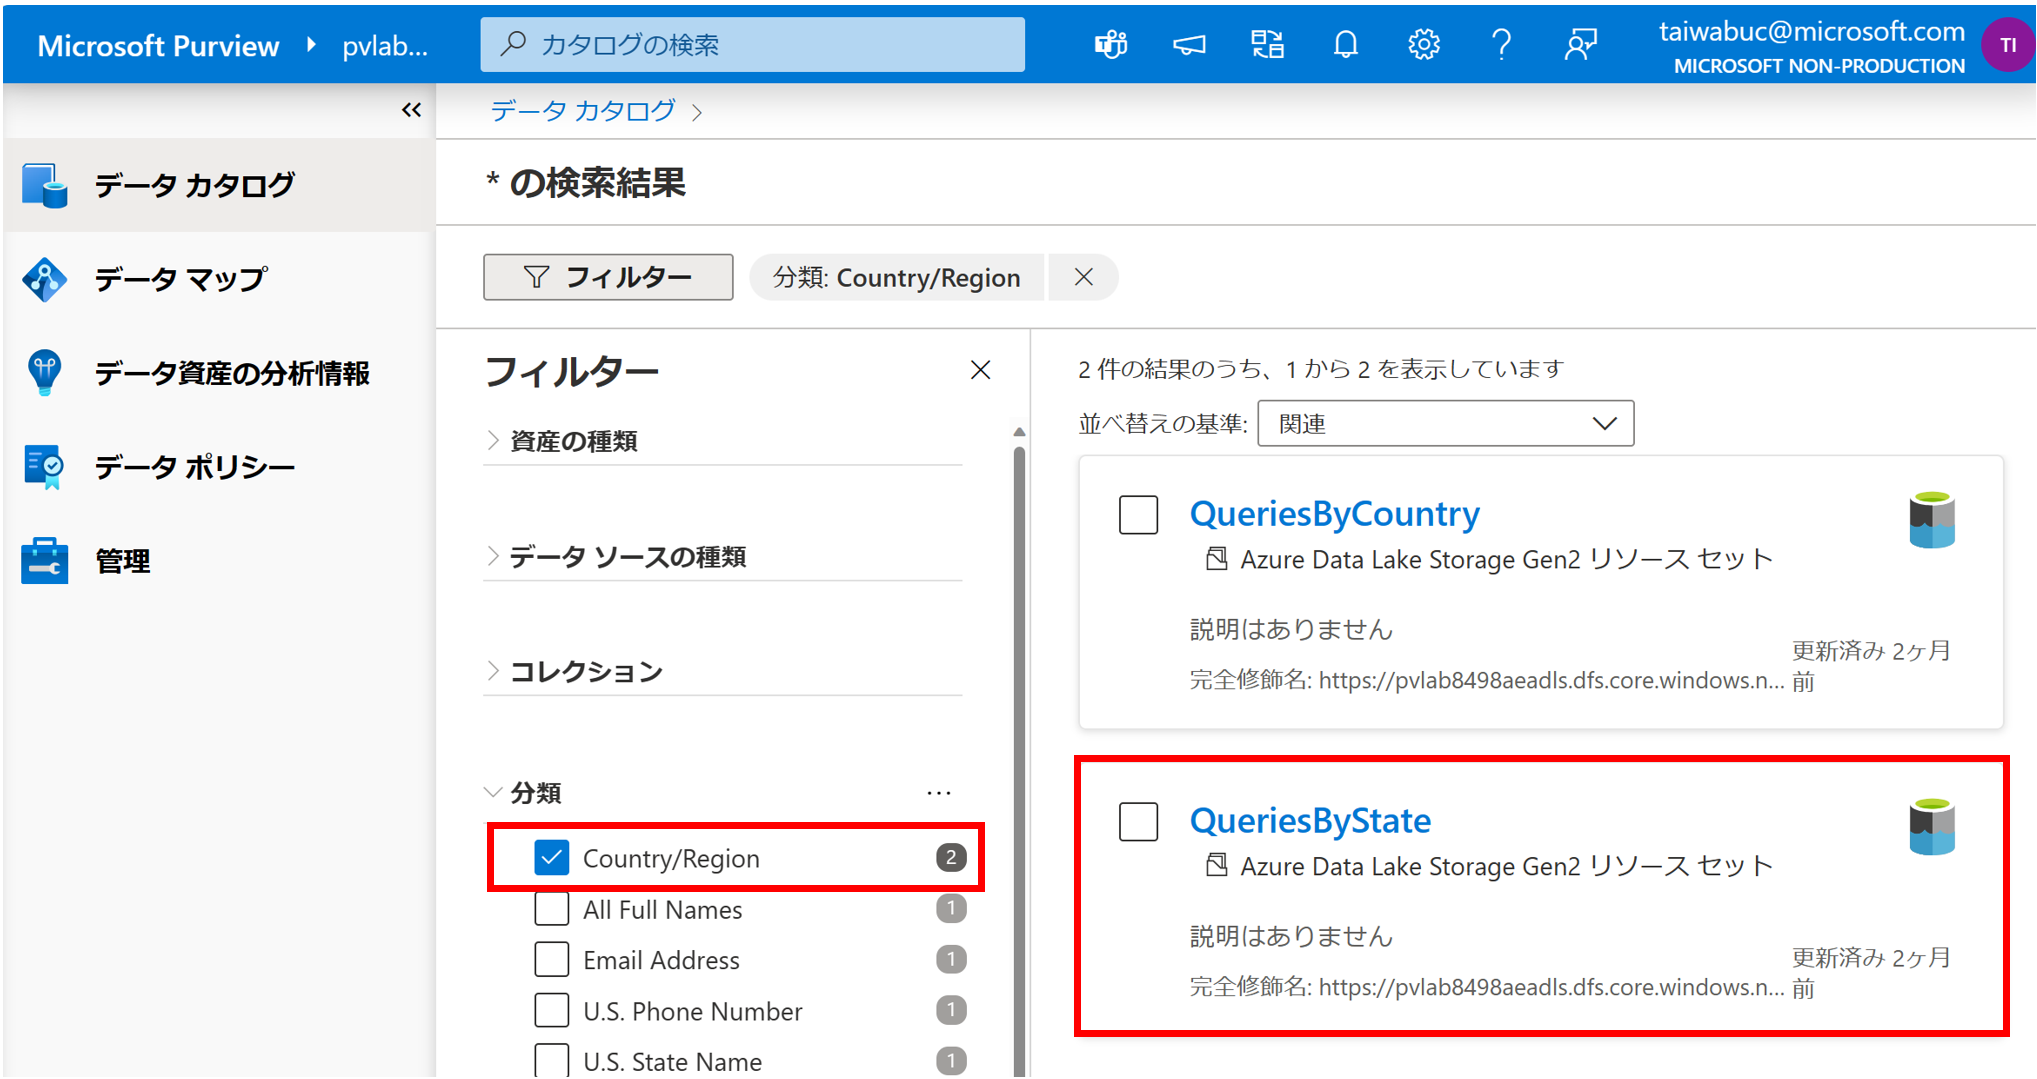 Microsoft Purview pvlab...
カタログの検索
taiwabuc@microsoft.com
MICROSOFT NON-PRODUCTION
TI
データ カタログ
データ マップ
データ資産の分析情報
データ ポリシー
管理
データ カタログ
* の検索結果
フィルター
分類: Country/Region
フィルター
資産の種類
データ ソースの種類
コレクション
分類 ...
Country/Region 2
All Full Names 1
Email Address 1
U.S. Phone Number 1
U.S. State Name 1
2 件の結果のうち、1 から 2 を表示しています
並べ替えの基準: 関連
QueriesByCountry
Azure Data Lake Storage Gen2 リソース セット
説明はありません
完全修飾名: https://pvlab8498aeadls.dfs.core.windows.n...
更新済み 2ヶ月
前
QueriesByState
Azure Data Lake Storage Gen2 リソース セット
説明はありません
完全修飾名: https://pvlab8498aeadls.dfs.core.windows.n...
更新済み 2ヶ月
前